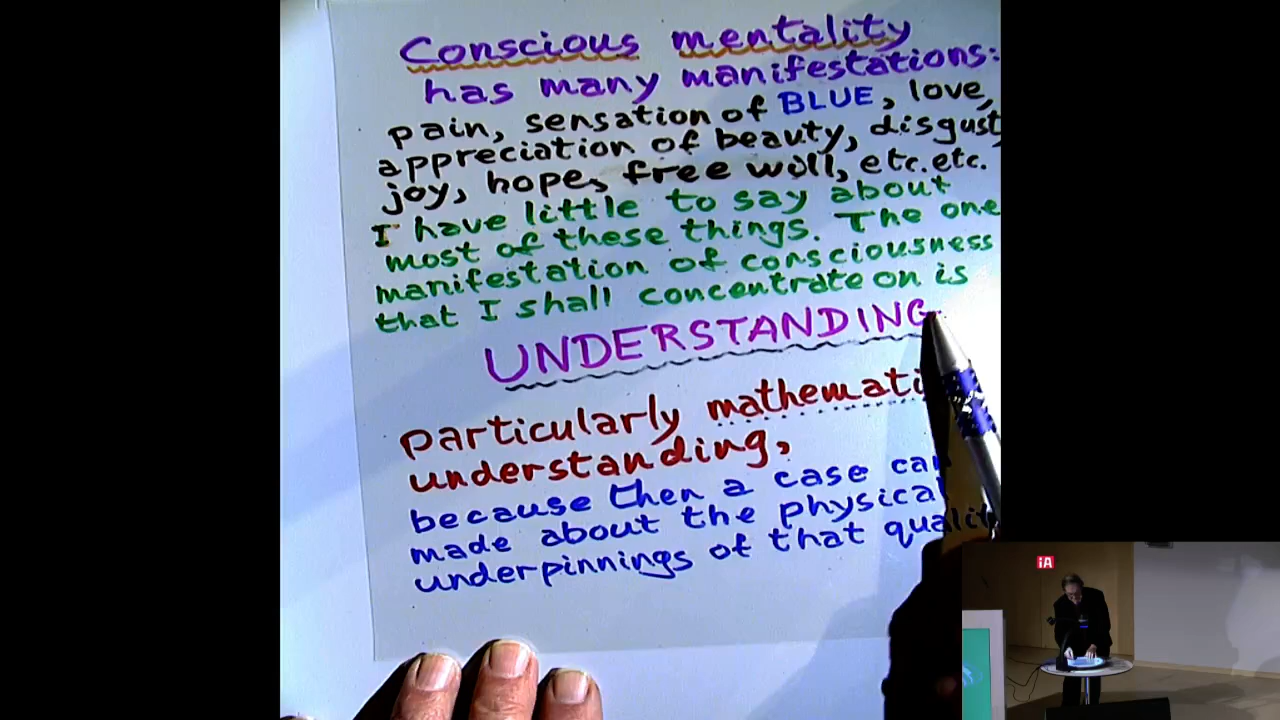 Conscious mentality
has many manifestations:
pain, sensation of BLUE, love,
appreciation of beauty, disgust,
joy, hope, free will, etc. etc.
I have little to say about
most of these things. The one
manifestation of consciousness
that I shall concentrate on is
UNDERSTANDING
particularly mathemati
understanding,
because then a case ca
made about the physical
underpinnings of that qualit
iA